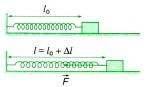 l₀
l = l₀ + Δl
F⃗